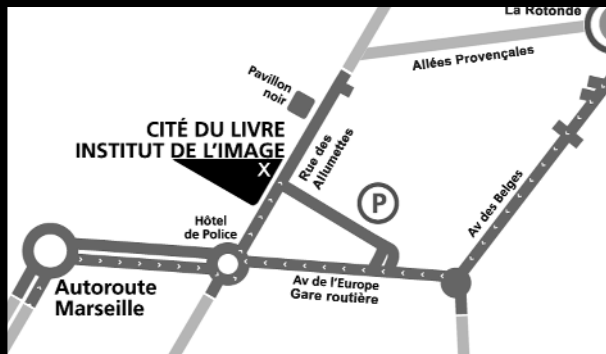 La Rotonde
Allées Provençales
Pavillon
noir
CITÉ DU LIVRE
INSTITUT DE L'IMAGE
X
Rue des
Allumettes
P
Av des Belges
Hôtel
de Police
Autoroute
Marseille
Av de l'Europe
Gare routière